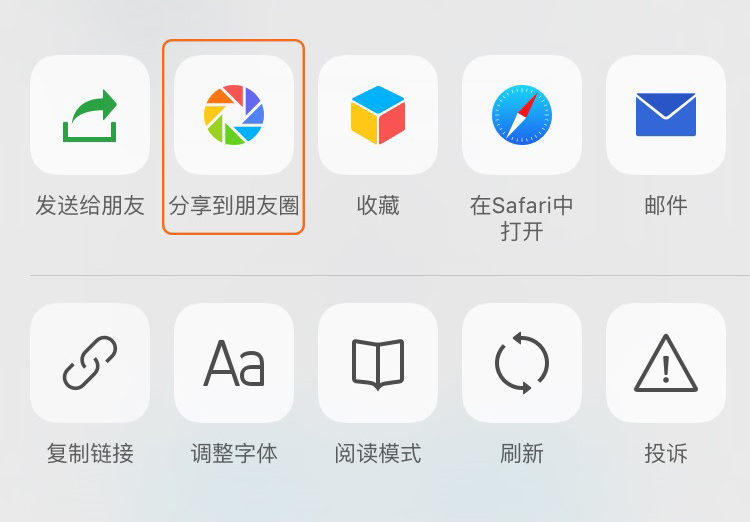 发送给朋友
分享到朋友圈
收藏
在Safari中
打开
邮件
复制链接
Aa
调整字体
阅读模式
刷新
!
投诉